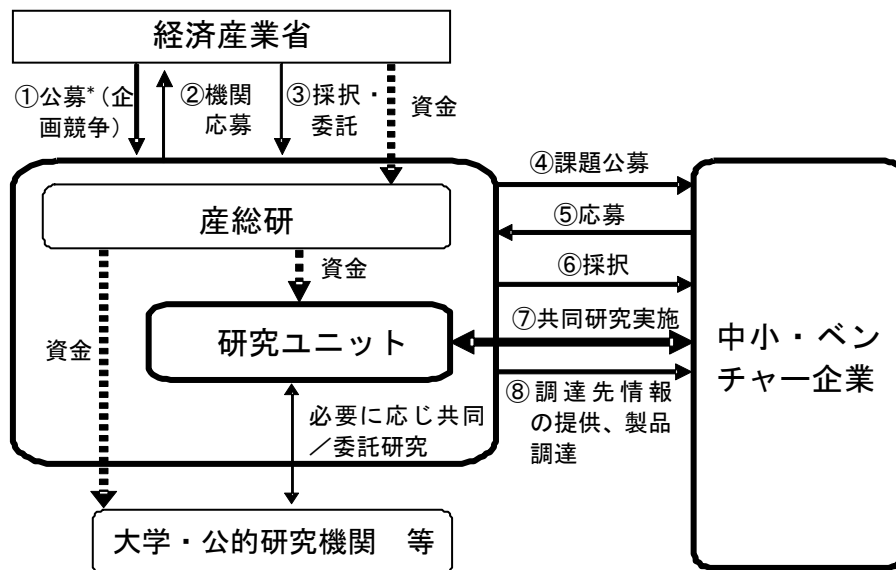 経済産業省
①公募*（企
画競争）
②機関
応募
③採択・
委託
資金
産総研
資金
資金
研究ユニット
必要に応じ共同
／委託研究
大学・公的研究機関　等
④課題公募
⑤応募
⑥採択
⑦共同研究実施
⑧調達先情報
の提供、製品
調達
中小・ベン
チャー企業